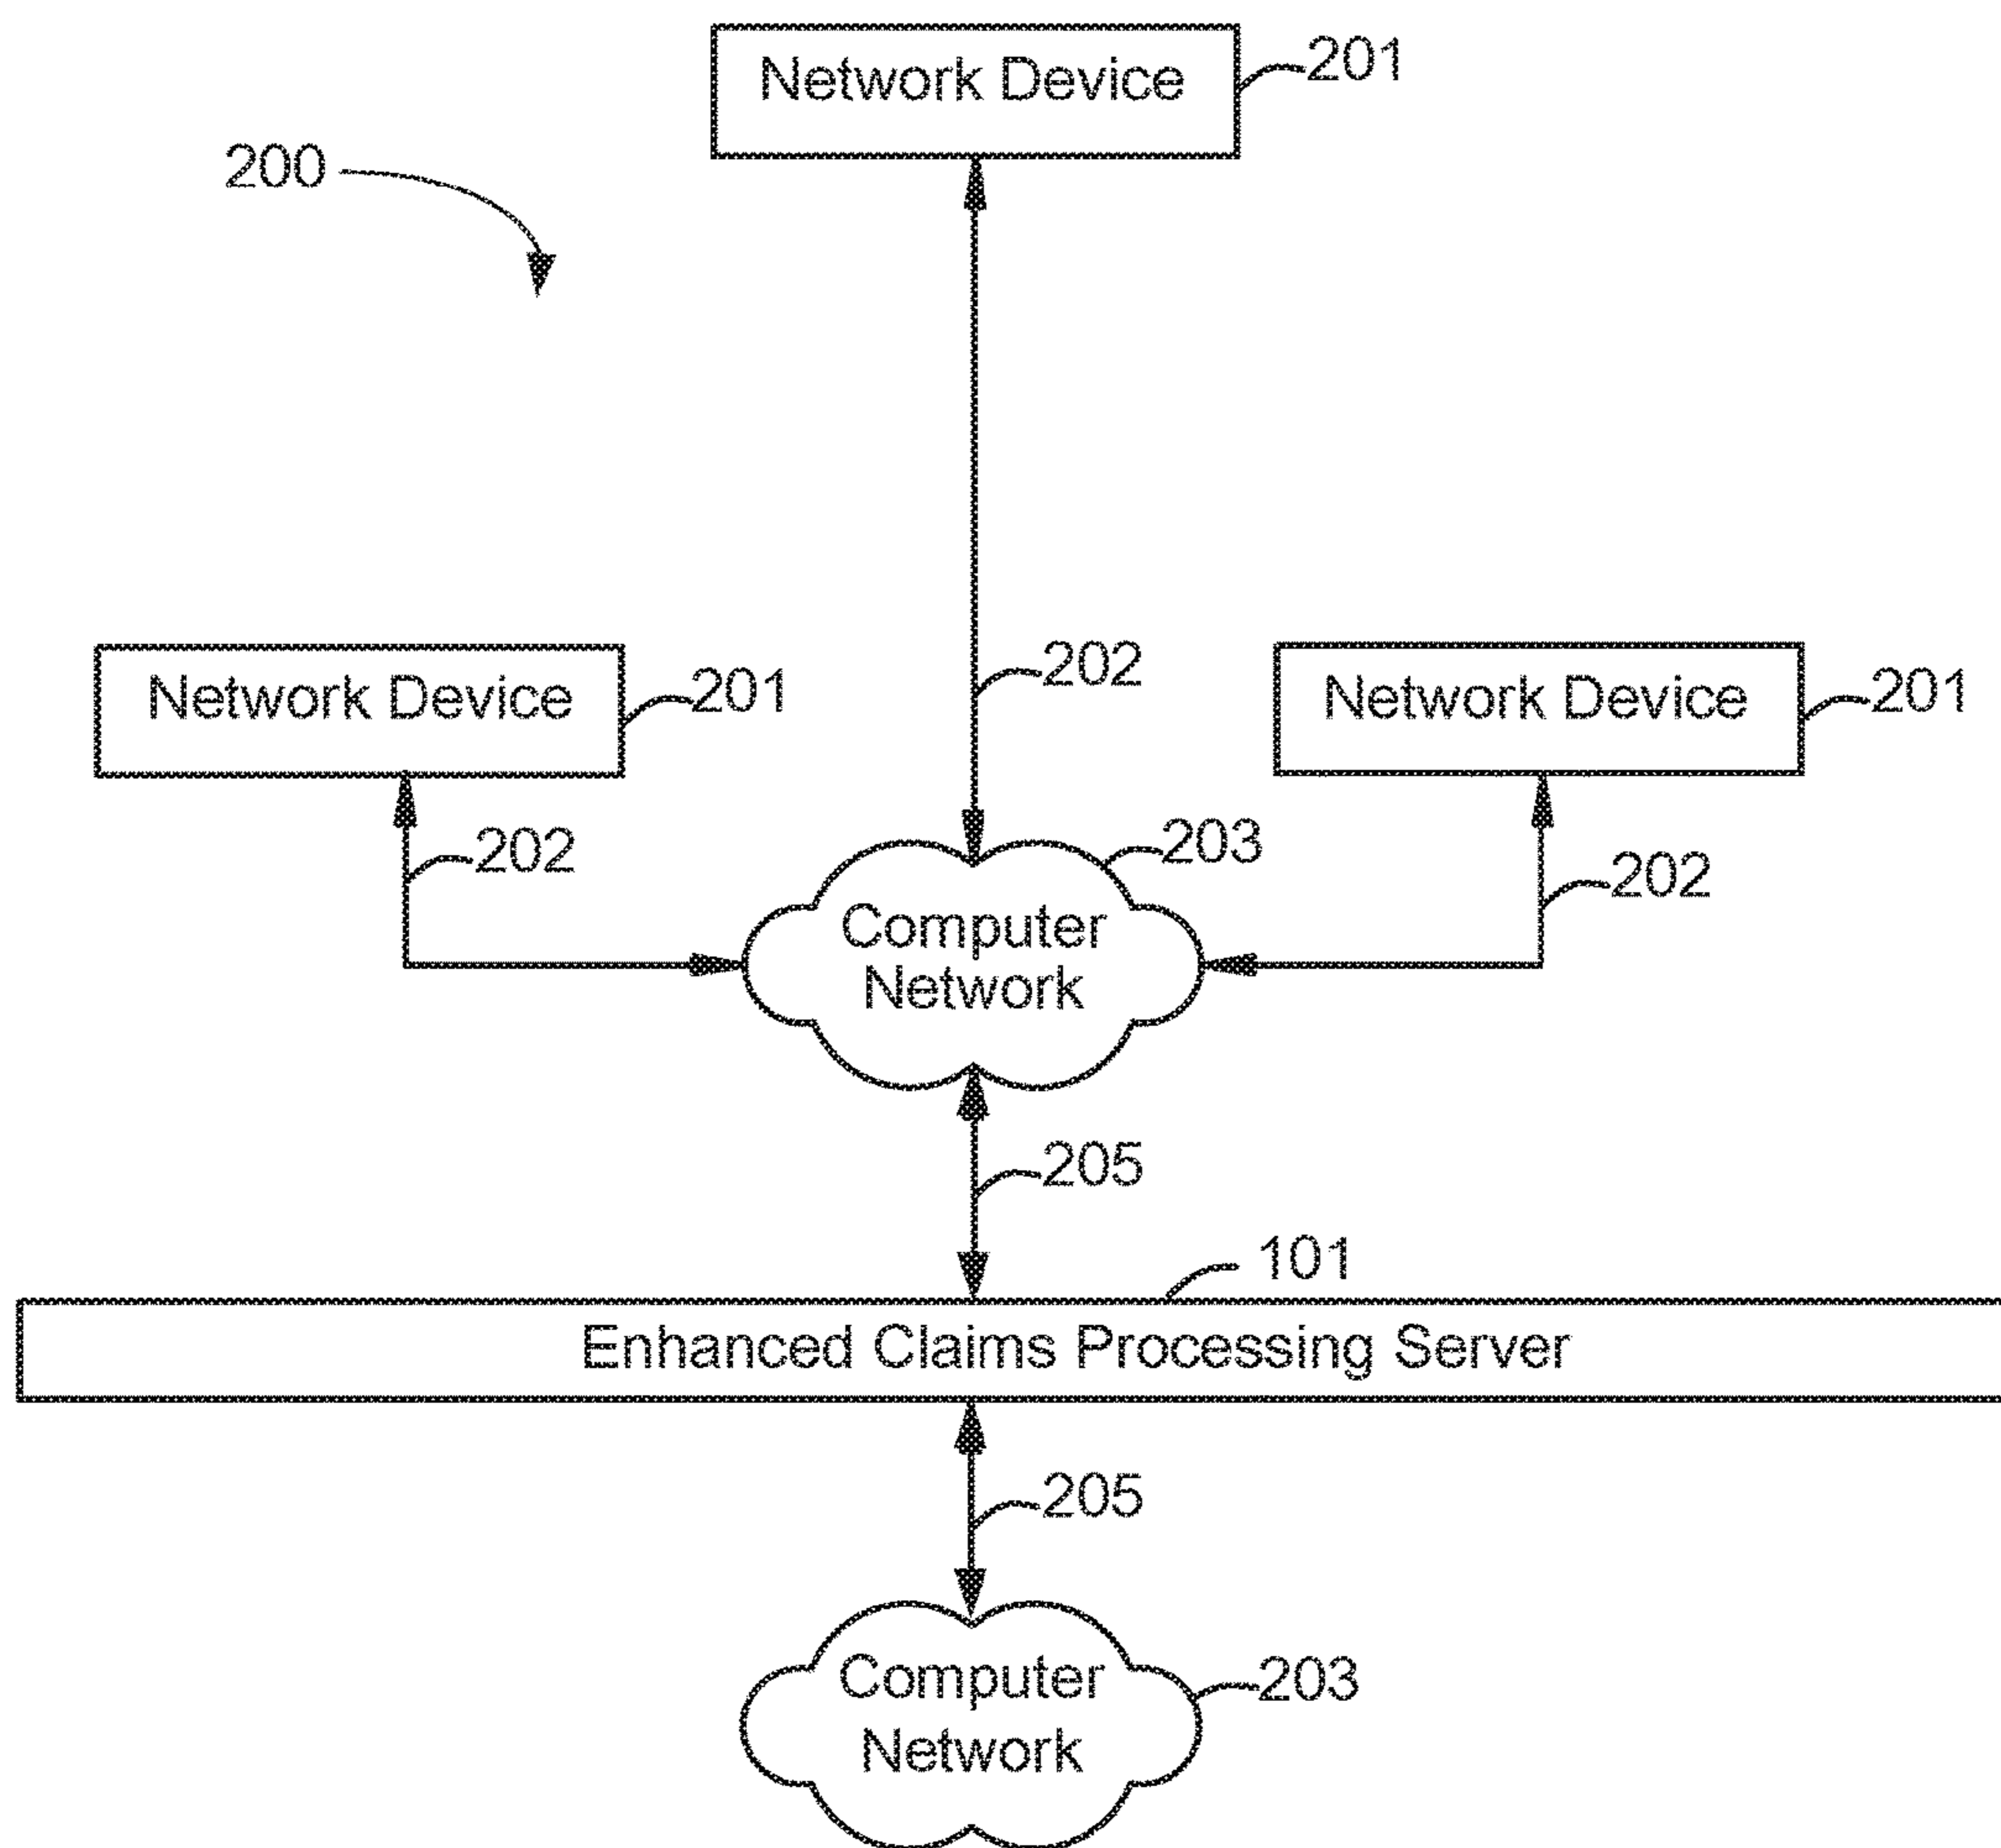 Network Device
201
200
202
Network Device
201
Network Device
201
202
203
202
Computer
Network
205
101
Enhanced Claims Processing Server
205
Computer
Network
203